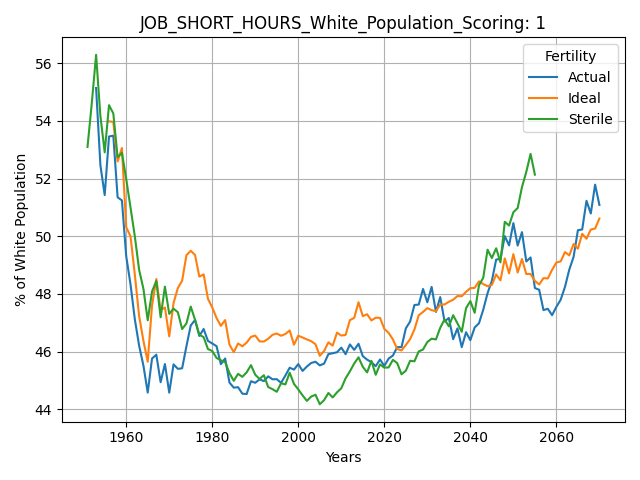 JOB_SHORT_HOURS_White_Population_Scoring: 1
Fertility
Actual
Ideal
Sterile
% of White Population
56
54
52
50
48
46
44
1960
1980
2000
2020
2040
2060
Years